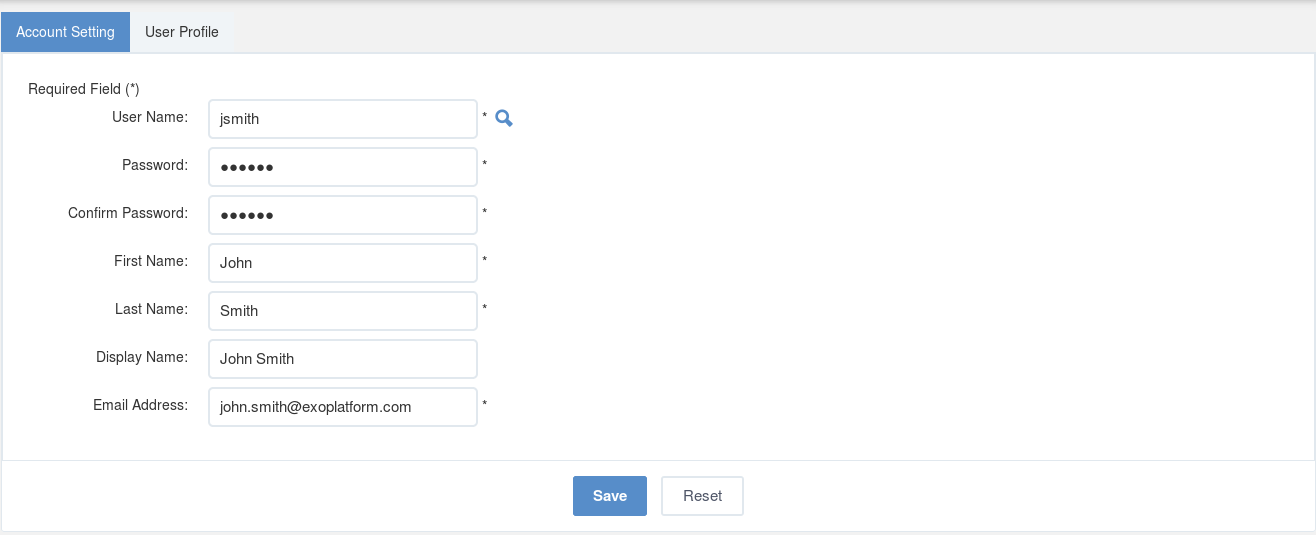 Account Setting User Profile
Required Field (*)
User Name: jsmith *
Password: ●●●●●● *
Confirm Password: ●●●●●● *
First Name: John *
Last Name: Smith *
Display Name: John Smith
Email Address: john.smith@exoplatform.com *
Save Reset